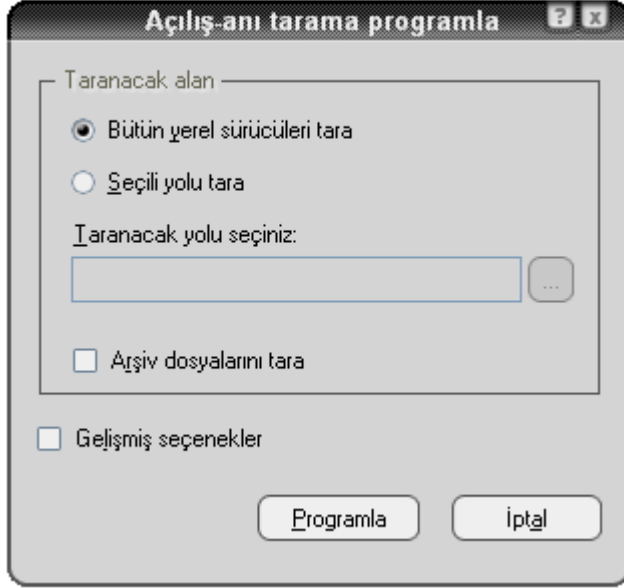 Açılış-anı tarama programla
Taranacak alan
Bütün yerel sürücüleri tara
Seçili yolu tara
Taranacak yolu seçiniz:
...
Arşiv dosyalarını tara
Gelişmiş seçenekler
Programla
İptal